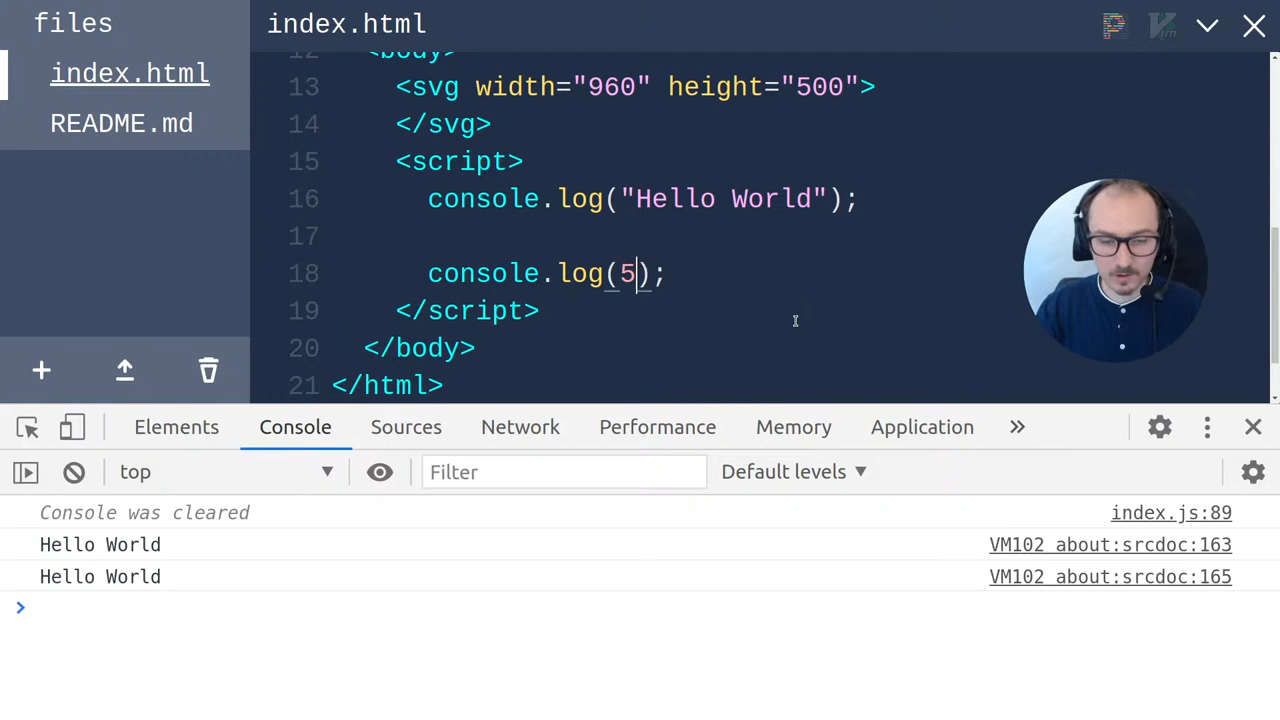 files
index.html
README.md
index.html
12 <body>
13 <svg width="960" height="500">
14 </svg>
15 <script>
16 console.log("Hello World");
17
18 console.log(5);
19 </script>
20 </body>
21 </html>
Elements Console Sources Network Performance Memory Application »
top Filter Default levels
Console was cleared index.js:89
Hello World VM102 about:srcdoc:163
Hello World VM102 about:srcdoc:165
>